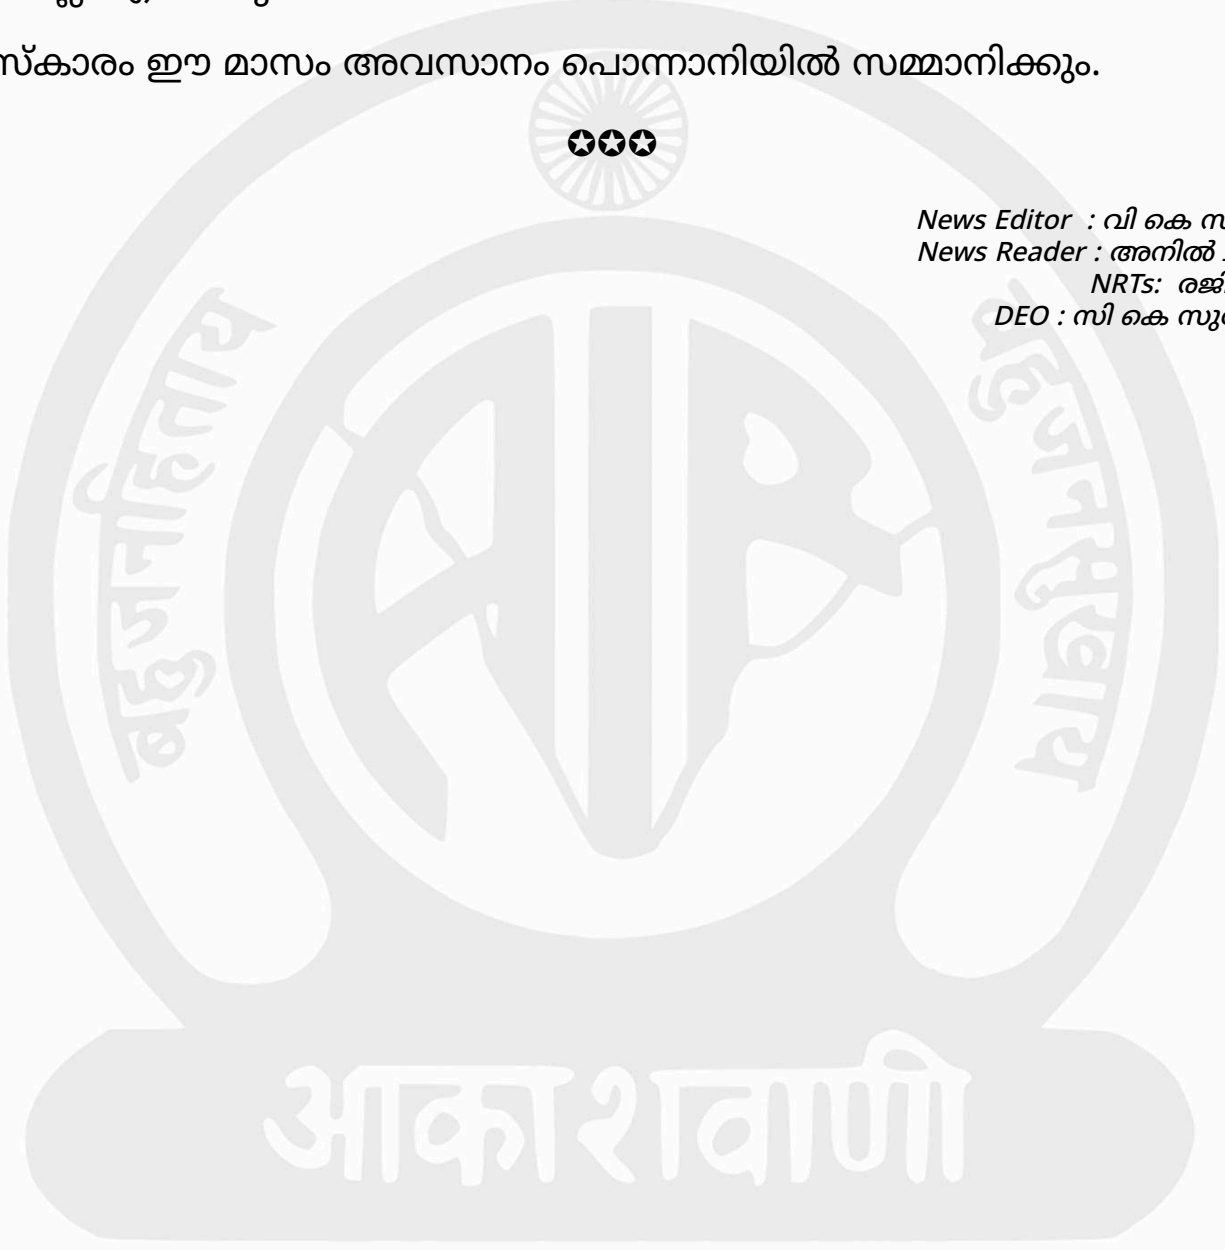 സ്കാരം ഈ മാസം അവസാനം പൊന്നാനിയിൽ സമ്മാനിക്കും.
✪✪✪
News Editor : വി കെ
News Reader : അനിൽ
NRTs:
DEO : സി കെ
बहुजनहिताय
बहुजनसुखाय
आकाशवाणी